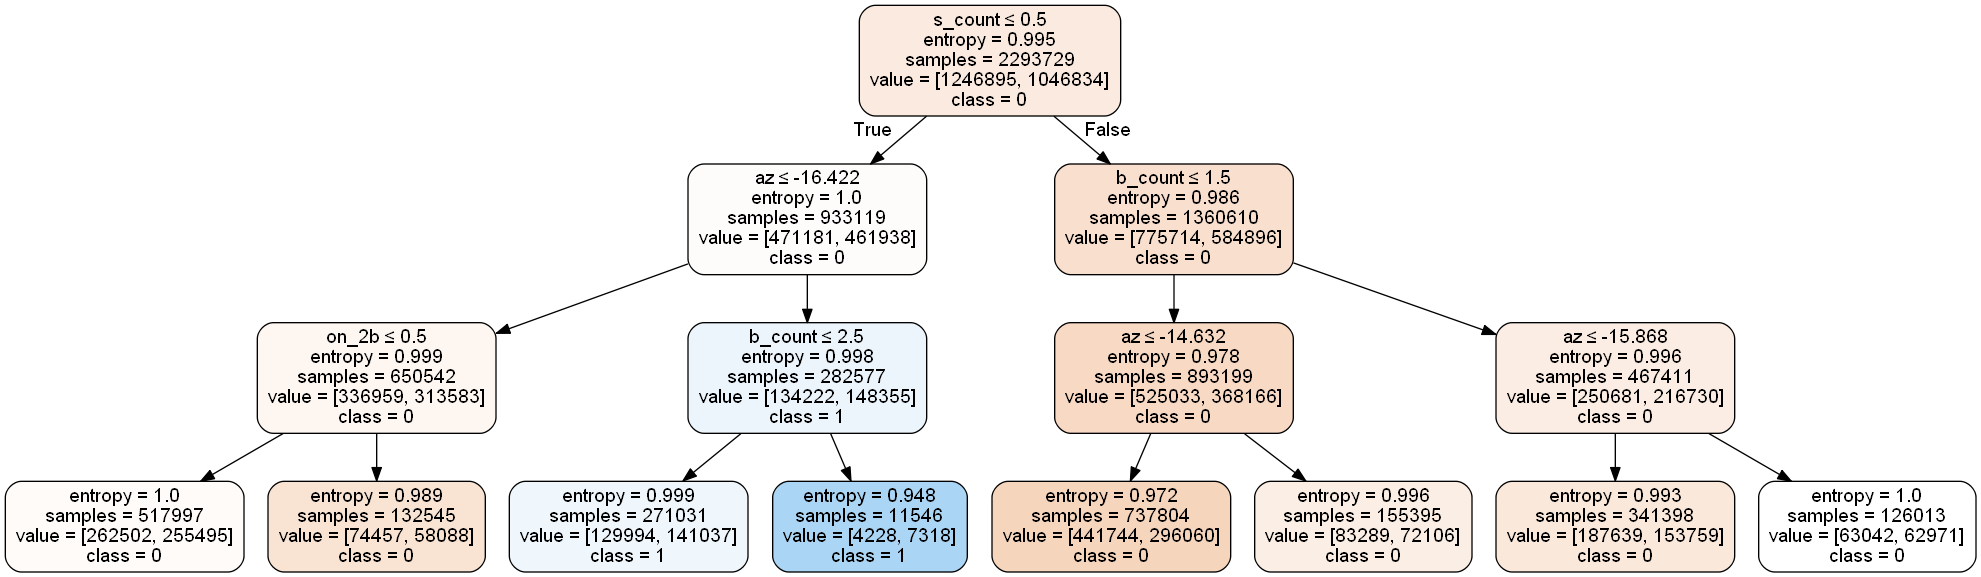 s_count ≤ 0.5
entropy = 0.995
samples = 2293729
value = [1246895, 1046834]
class = 0
True
False
az ≤ -16.422
entropy = 1.0
samples = 933119
value = [471181, 461938]
class = 0
b_count ≤ 1.5
entropy = 0.986
samples = 1360610
value = [775714, 584896]
class = 0
on_2b ≤ 0.5
entropy = 0.999
samples = 650542
value = [336959, 313583]
class = 0
b_count ≤ 2.5
entropy = 0.998
samples = 282577
value = [134222, 148355]
class = 1
az ≤ -14.632
entropy = 0.978
samples = 893199
value = [525033, 368166]
class = 0
az ≤ -15.868
entropy = 0.996
samples = 467411
value = [250681, 216730]
class = 0
entropy = 1.0
samples = 517997
value = [262502, 255495]
class = 0
entropy = 0.989
samples = 132545
value = [74457, 58088]
class = 0
entropy = 0.999
samples = 271031
value = [129994, 141037]
class = 1
entropy = 0.948
samples = 11546
value = [4228, 7318]
class = 1
entropy = 0.972
samples = 737804
value = [441744, 296060]
class = 0
entropy = 0.996
samples = 155395
value = [83289, 72106]
class = 0
entropy = 0.993
samples = 341398
value = [187639, 153759]
class = 0
entropy = 1.0
samples = 126013
value = [63042, 62971]
class = 0